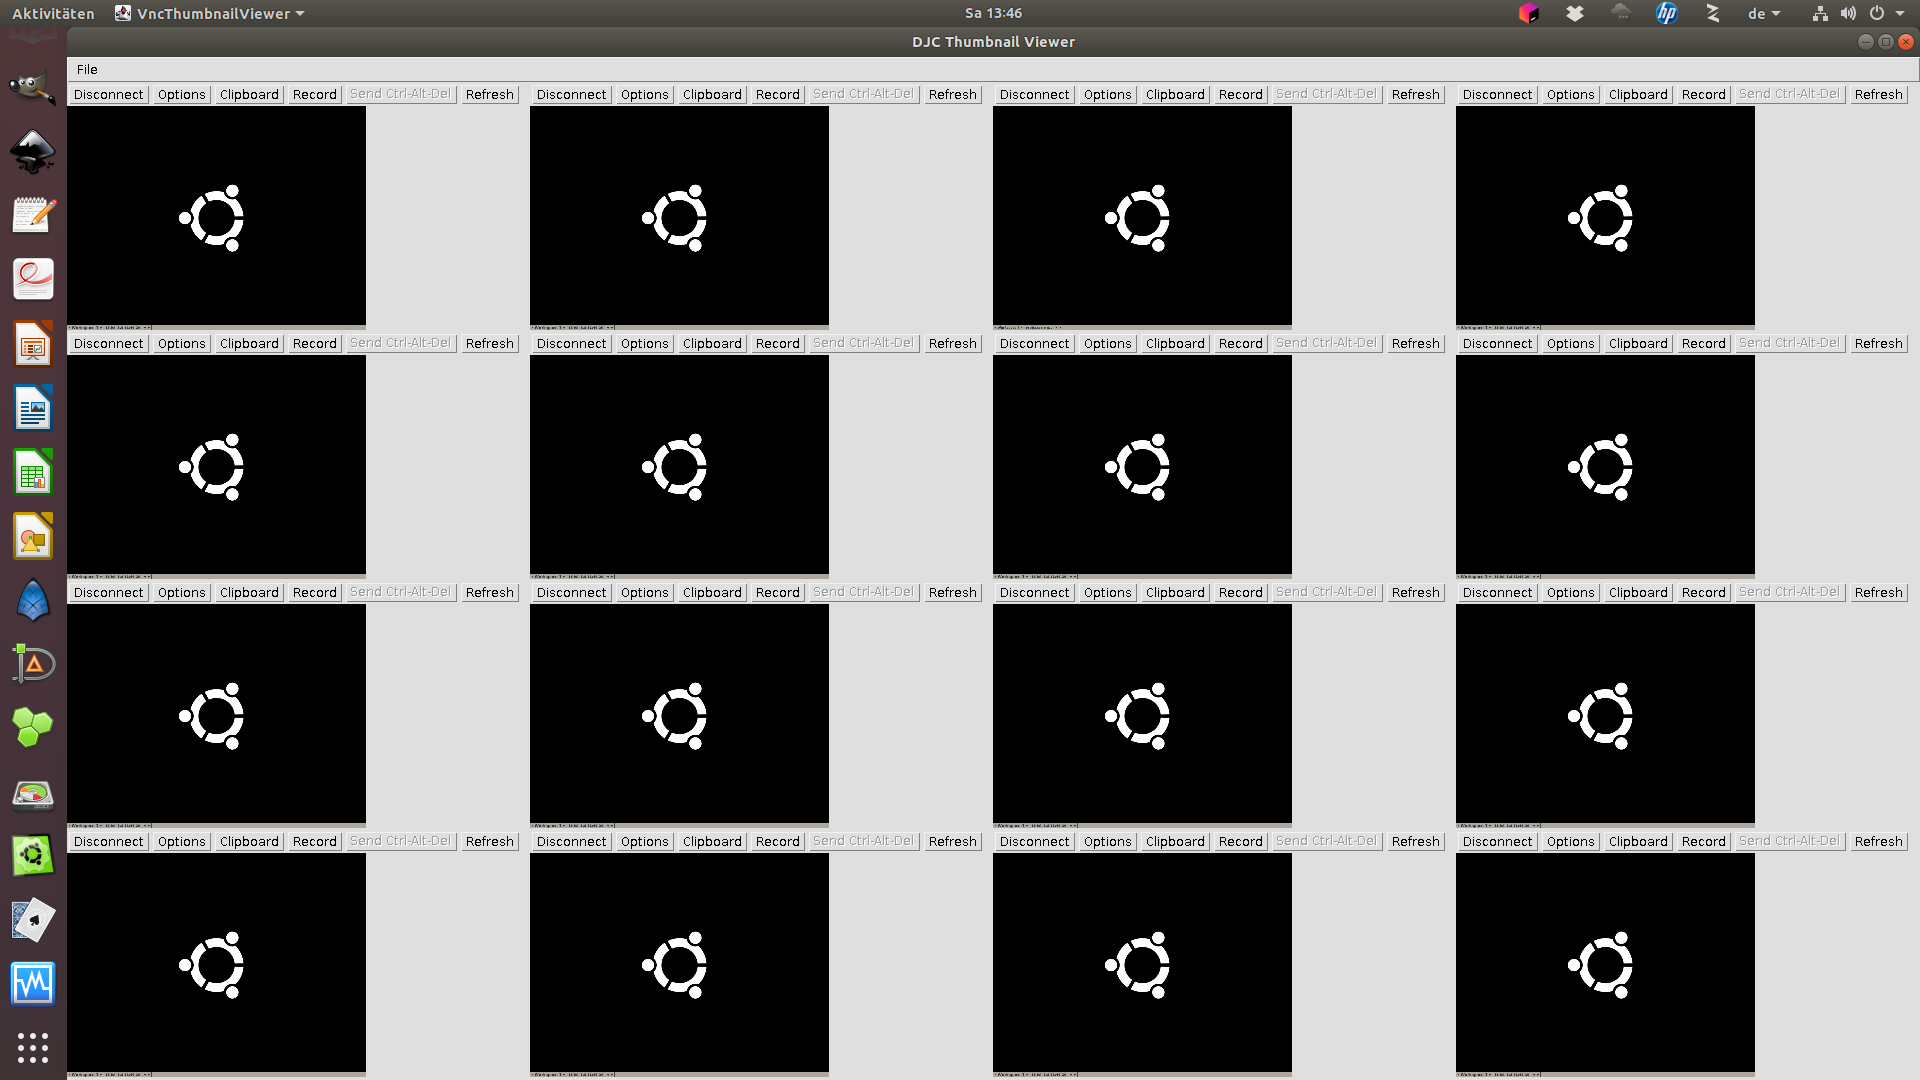 Aktivitäten VncThumbnailViewer Sa 13:46 hp de
DJC Thumbnail Viewer
File
Disconnect Options Clipboard Record Send Ctrl-Alt-Del Refresh Disconnect Options Clipboard Record Send Ctrl-Alt-Del Refresh Disconnect Options Clipboard Record Send Ctrl-Alt-Del Refresh Disconnect Options Clipboard Record Send Ctrl-Alt-Del Refresh
Disconnect Options Clipboard Record Send Ctrl-Alt-Del Refresh Disconnect Options Clipboard Record Send Ctrl-Alt-Del Refresh Disconnect Options Clipboard Record Send Ctrl-Alt-Del Refresh Disconnect Options Clipboard Record Send Ctrl-Alt-Del Refresh
Disconnect Options Clipboard Record Send Ctrl-Alt-Del Refresh Disconnect Options Clipboard Record Send Ctrl-Alt-Del Refresh Disconnect Options Clipboard Record Send Ctrl-Alt-Del Refresh Disconnect Options Clipboard Record Send Ctrl-Alt-Del Refresh
Disconnect Options Clipboard Record Send Ctrl-Alt-Del Refresh Disconnect Options Clipboard Record Send Ctrl-Alt-Del Refresh Disconnect Options Clipboard Record Send Ctrl-Alt-Del Refresh Disconnect Options Clipboard Record Send Ctrl-Alt-Del Refresh